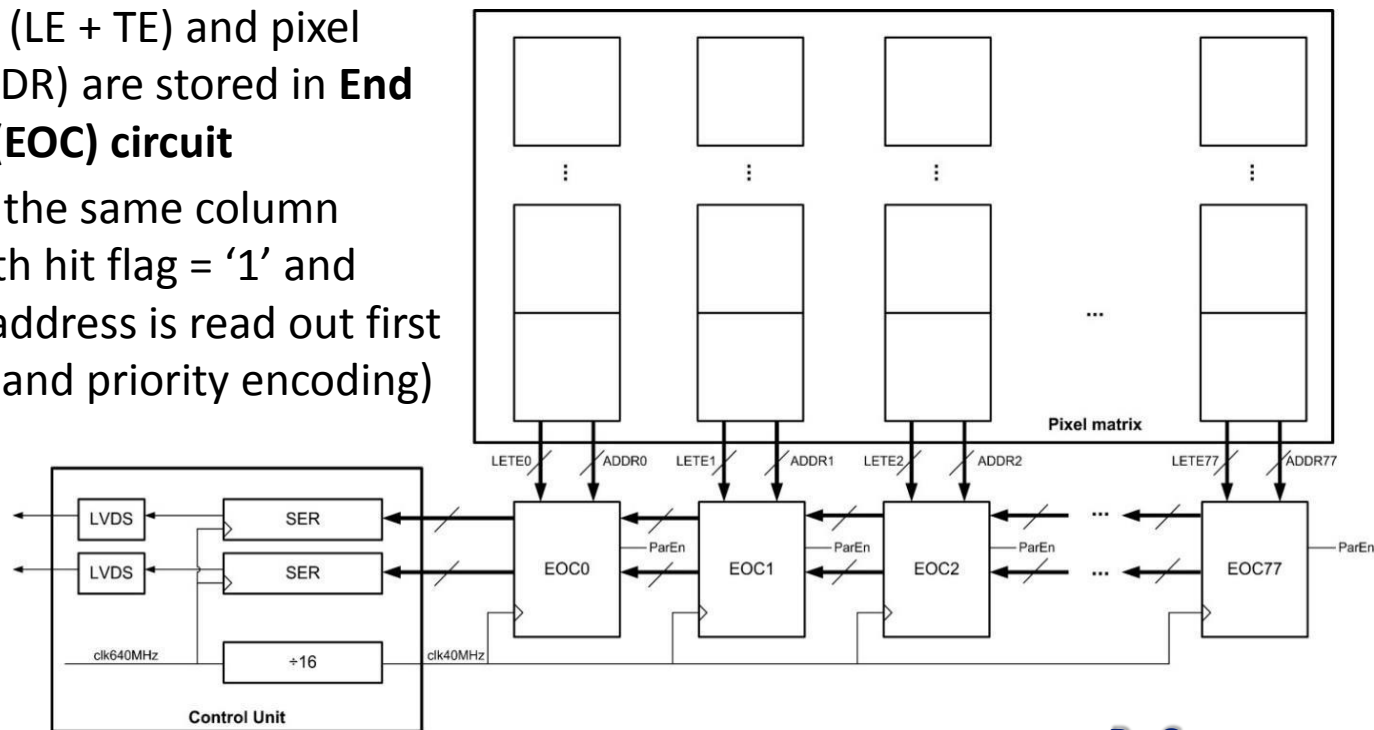 (LE + TE) and pixel
DR) are stored in End
(EOC) circuit
the same column
th hit flag = ‘1’ and
address is read out first
and priority encoding)
...
...
...
...
...
Pixel matrix
LETE0 ADDR0 LETE1 ADDR1 LETE2 ADDR2 LETE77 ADDR77
LVDS SER
LVDS SER
EOC0 ParEn EOC1 ParEn EOC2 ParEn ... EOC77 ParEn
...
clk640MHz ÷16 clk40MHz
Control Unit